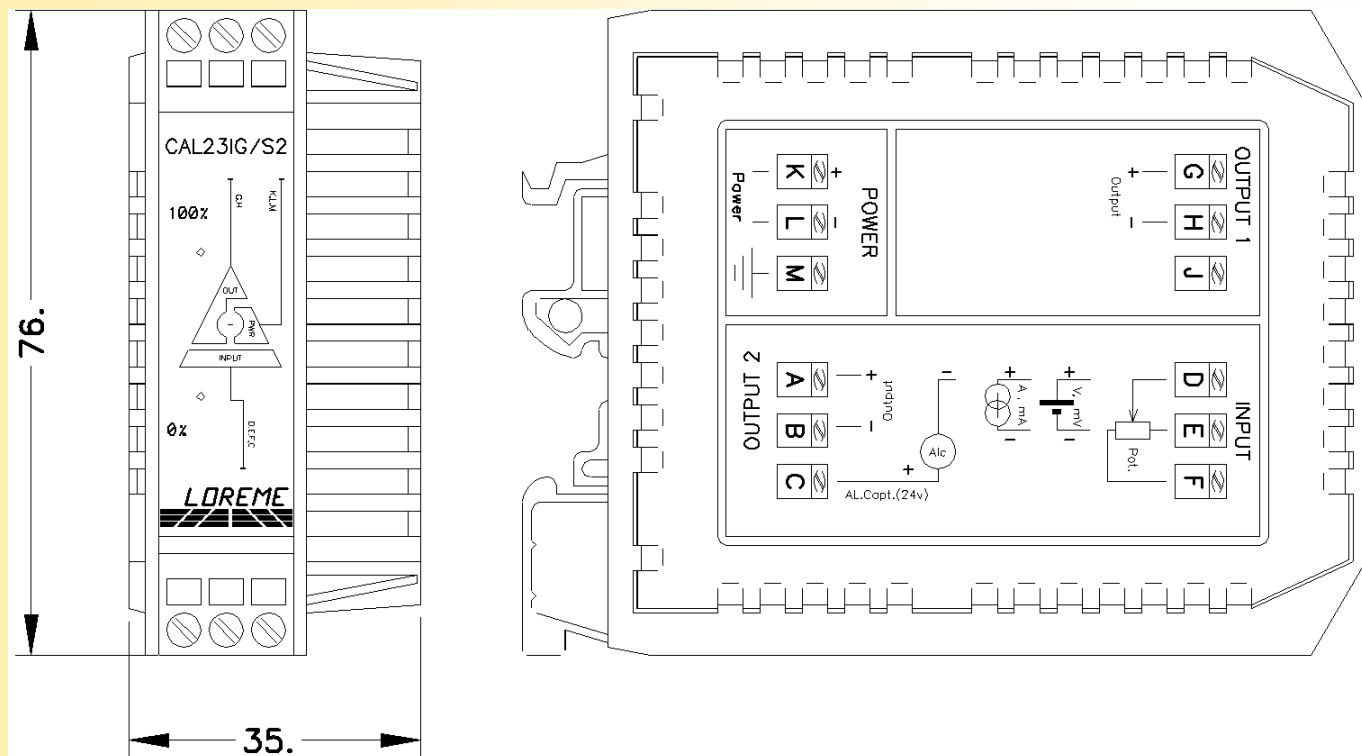 76.
35.
CAL23IG/S2
100%
G.H
K.L.M
OUT
PWR
INPUT
0%
D.E.F.C
LOREME
POWER
Power
K +
L -
M
OUTPUT 1
Output
+ G
- H
J
OUTPUT 2
A +
B -
Output
C
AL.Capt.(24v)
+ Alc -
+ A , mA -
+ V, mV -
INPUT
D
E
F
Pot.